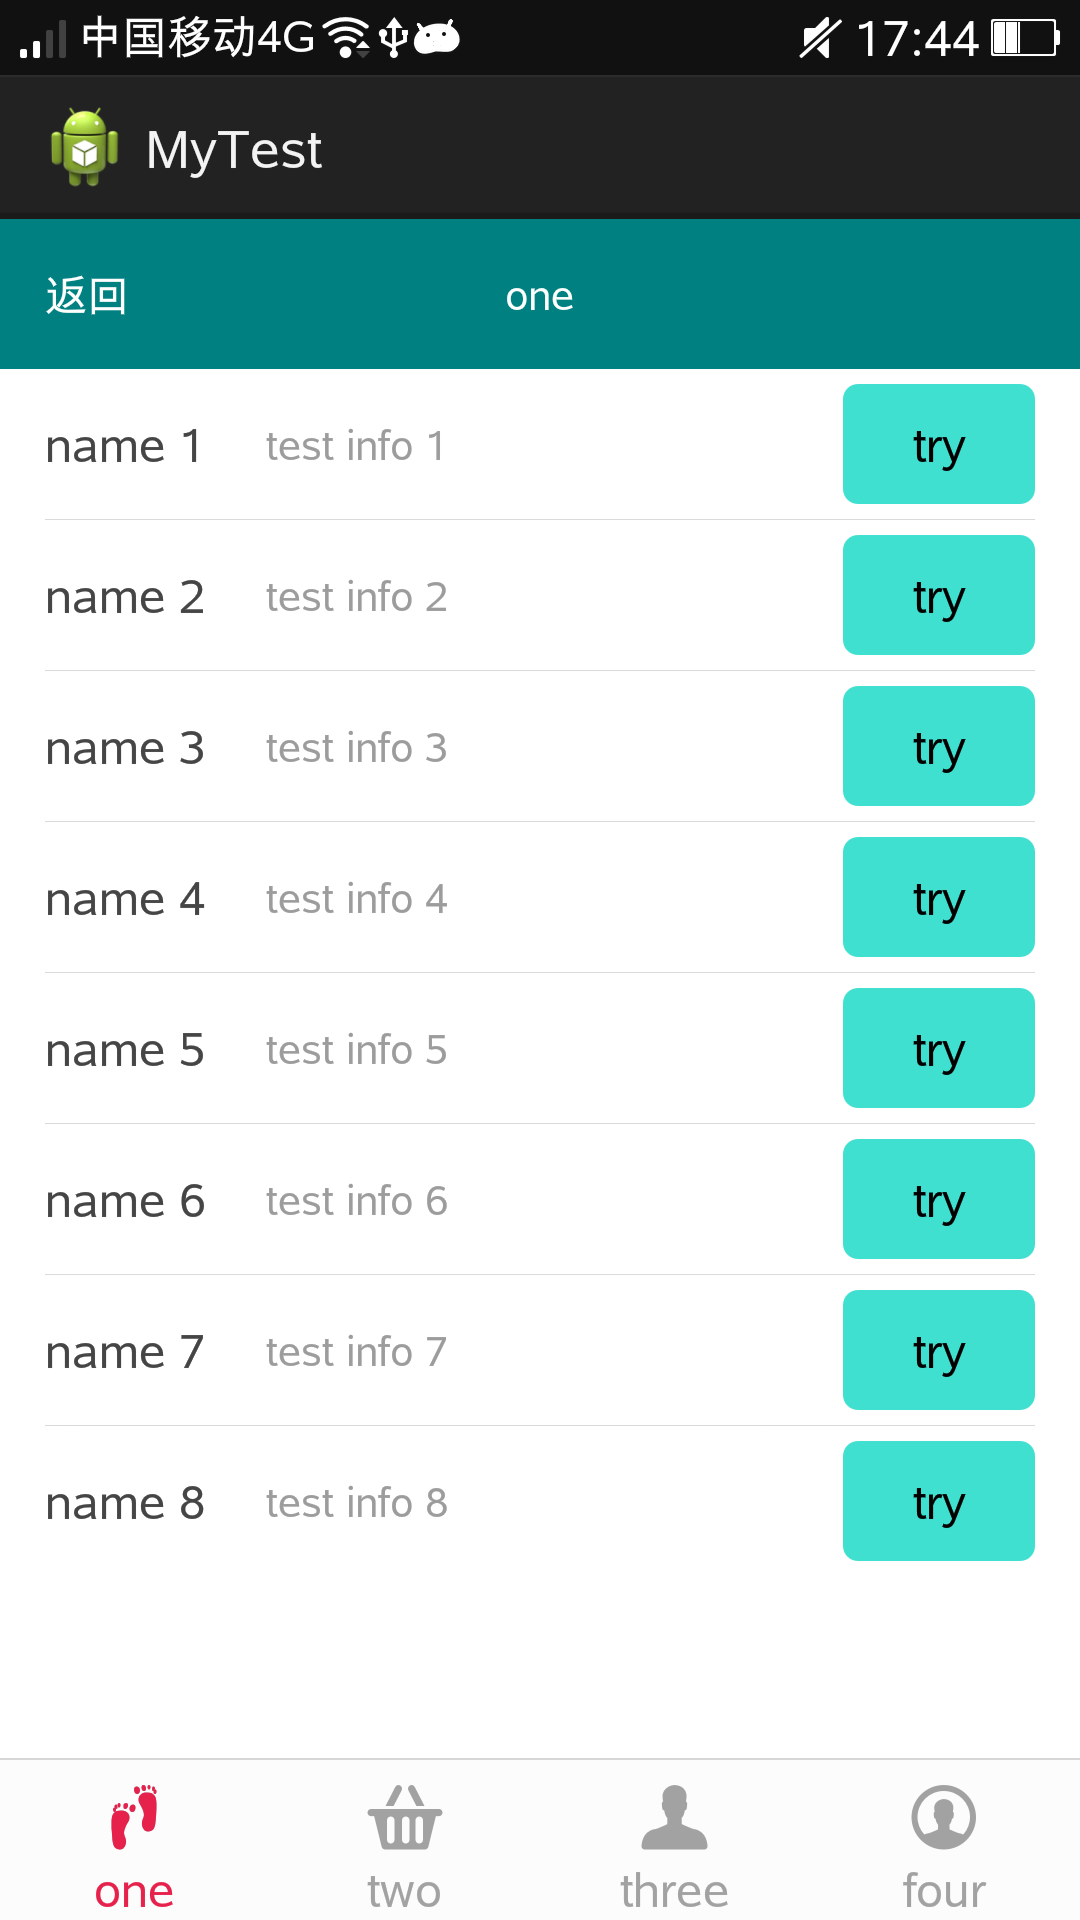 中国移动4G 17:44
MyTest
返回 one
name 1 test info 1 try
name 2 test info 2 try
name 3 test info 3 try
name 4 test info 4 try
name 5 test info 5 try
name 6 test info 6 try
name 7 test info 7 try
name 8 test info 8 try
one two three four